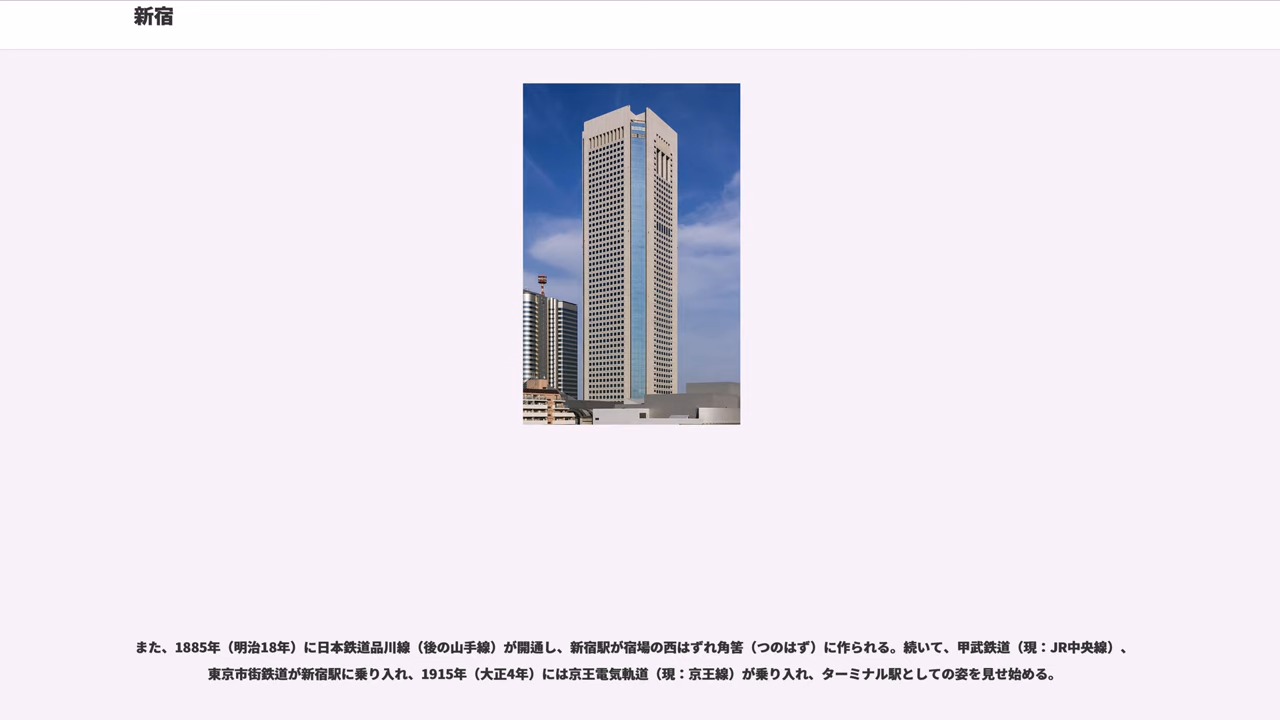 新宿
また、1885年（明治18年）に日本鉄道品川線（後の山手線）が開通し、新宿駅が宿場の西はずれ角筈（つのはず）に作られる。続いて、甲武鉄道（現：JR中央線）、
東京市街鉄道が新宿駅に乗り入れ、1915年（大正4年）には京王電気軌道（現：京王線）が乗り入れ、ターミナル駅としての姿を見せ始める。